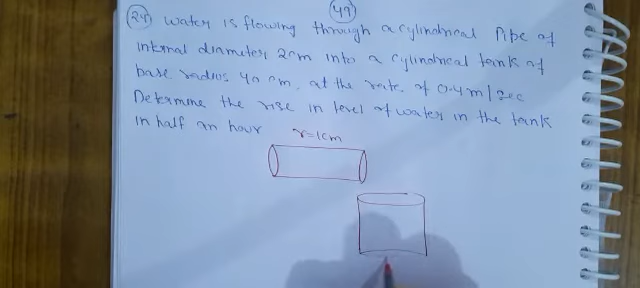 47
24) Water is flowing through a cylindrical Pipe of
internal diameter 2cm into a cylindrical tank of
base radius 40 cm, at the rate of 0.4m/sec
Determine the rise in level of water in the tank
in half an hour
r=1cm